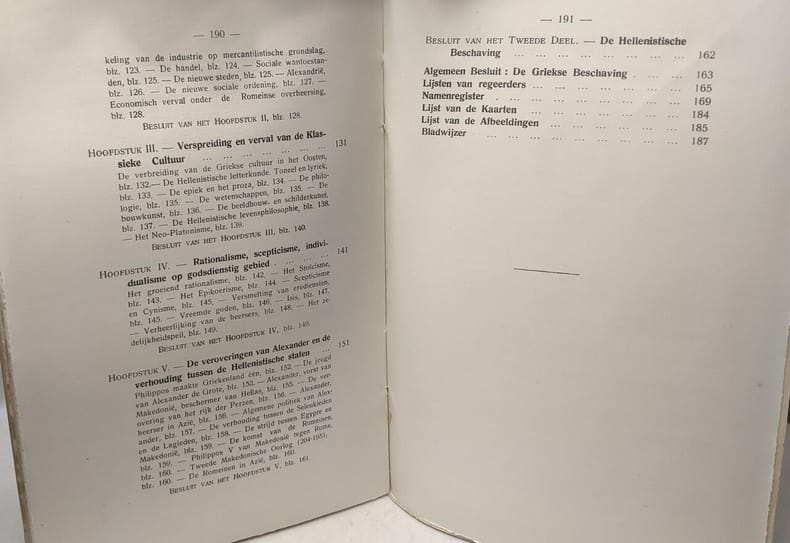 — 190 —
keling van de industrie op mercantilistische grondslag,
blz. 123. — De handel, blz. 124. — Sociale wantoestan-
den, blz. 125. — De nieuwe steden, blz. 125. — Alexandrië,
blz. 126. — De nieuwe sociale ordening, blz. 127. —
Economisch verval onder de Romeinse overheersing,
blz. 128.
BESLUIT VAN HET HOOFDSTUK II, blz. 128.
HOOFDSTUK III. — Verspreiding en verval van de Klas-
sieke Cultuur ... ... ... ... ... ... ... 131
De verbreiding van de Griekse cultuur in het Oosten,
blz. 132.— De Hellenistische letterkunde. Toneel en lyriek,
blz. 133. — De epiek en het proza, blz. 134. — De philo-
logie, blz. 135. — De wetenschappen, blz. 135. — De
bouwkunst, blz. 136. — De beeldhouw- en schilderkunst,
blz. 137. — De Hellenistische levensphilosophie, blz. 138.
— Het Neo-Platonisme, blz. 139.
BESLUIT VAN HET HOOFDSTUK III, blz. 140.
HOOFDSTUK IV. — Rationalisme, scepticisme, indivi-
dualisme op godsdienstig gebied . ... ... ... 141
Het groeiend rationalisme, blz. 142. — Het Stoïcisme,
blz. 143. — Het Epikoerisme, blz. 144. — Scepticisme
en Cynisme, blz. 145. — Versmelting van erediensten,
blz. 145. — Vreemde goden, blz. 146. — Isis, blz. 147.
— Verheerlijking van de heersers, blz. 148. — Het ze-
delijkheidspeil, blz. 149.
BESLUIT VAN HET HOOFDSTUK IV, blz. 149.
HOOFDSTUK V. — De veroveringen van Alexander en de
verhouding tussen de Hellenistische staten ... 151
Philippos maakte Griekenland één, blz. 152. — De jeugd
van Alexander de Grote, blz. 152. — Alexander, vorst van
Makedonië, beschermer van Hellas, blz. 155. — De ver-
overing van het rijk der Perzen, blz. 156. — Alexander,
heerser in Azië, blz. 156. — Algemene politiek van Alex-
ander, blz. 157. — De verhouding tussen de Seleukieden
en de Lagieden, blz. 158. — De strijd tussen Egypte en
Makedonië, blz. 159. — De komst van de Romeinen,
blz. 159. — Philippos V van Makedonië tegen Rome,
blz. 160. — Tweede Makedonische Oorlog (204-195),
blz. 160. — De Romeinen in Azië, blz. 160.
BESLUIT VAN HET HOOFDSTUK V, blz. 161.
— 191 —
BESLUIT VAN HET TWEEDE DEEL. — De Hellenistische
Beschaving ... ... ... ... ... ... ... 162
Algemeen Besluit : De Griekse Beschaving . ... ... 163
Lijsten van regeerders ... ... ... ... ... ... 165
Namenregister . ... ... ... ... ... ... ... 169
Lijst van de Kaarten ... ... ... ... ... ... 184
Lijst van de Afbeeldingen ... ... ... ... ... 185
Bladwijzer ... ... ... ... ... ... ... ... 187